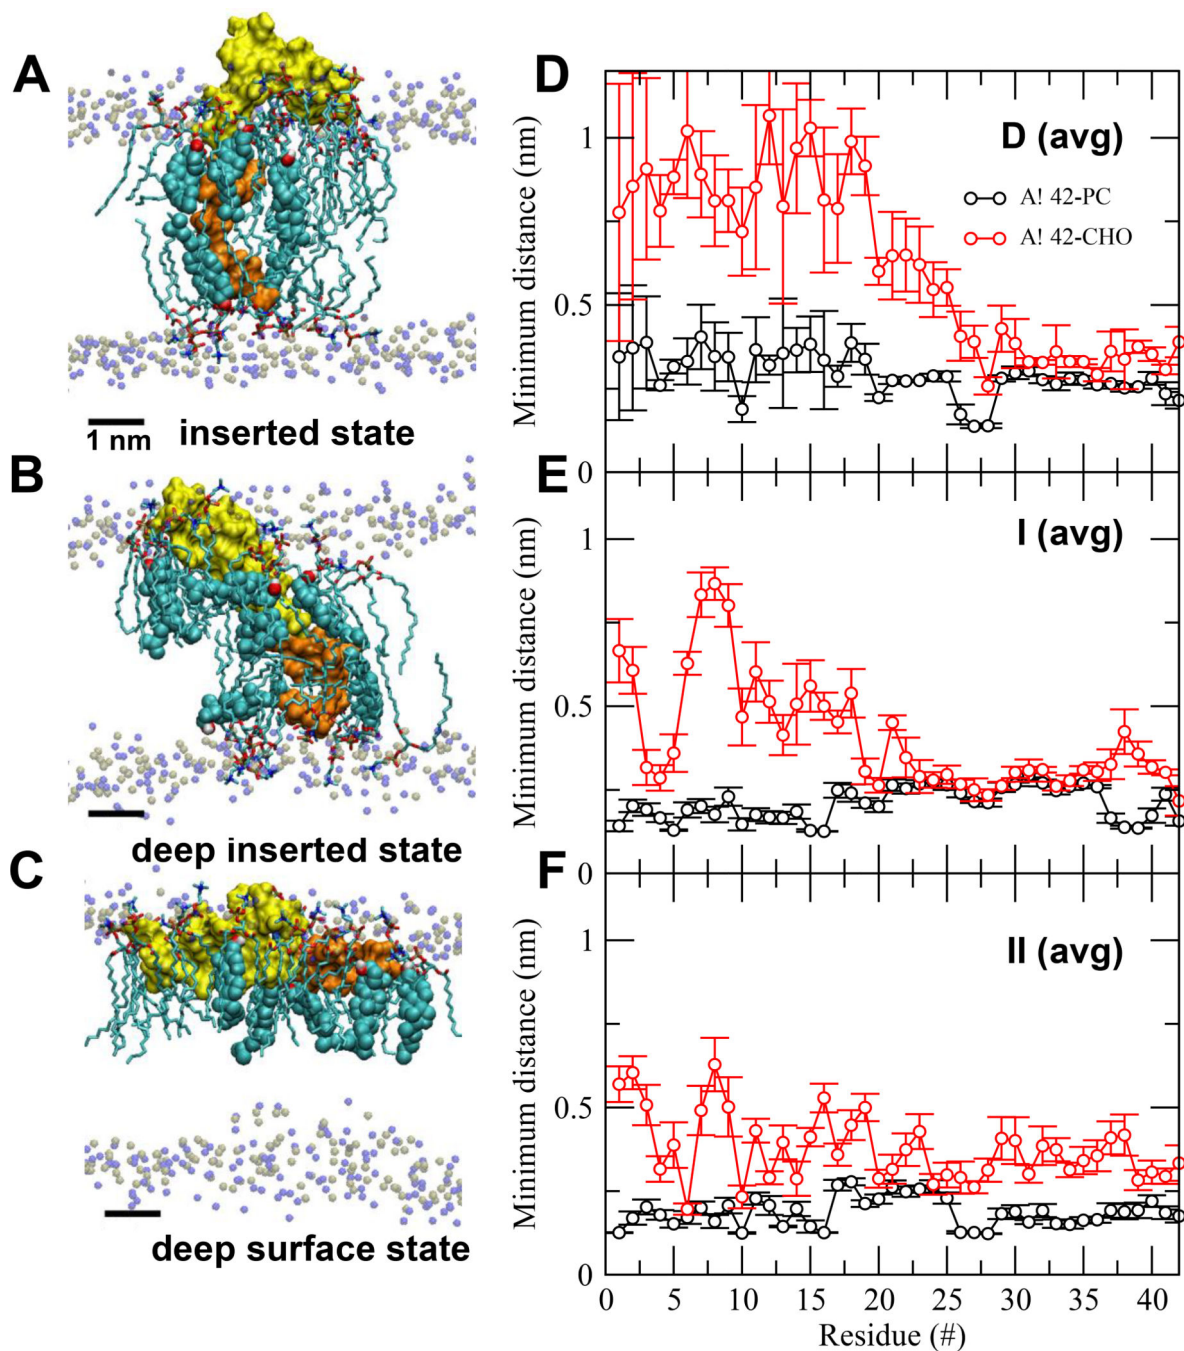 A
1 nm
inserted state
B
deep inserted state
C
deep surface state
D
D (avg)
A! 42-PC
A! 42-CHO
Minimum distance (nm)
1
0.5
0
E
I (avg)
Minimum distance (nm)
1
0.5
0
F
II (avg)
Minimum distance (nm)
1
0.5
0
0 5 10 15 20 25 30 35 40
Residue (#)